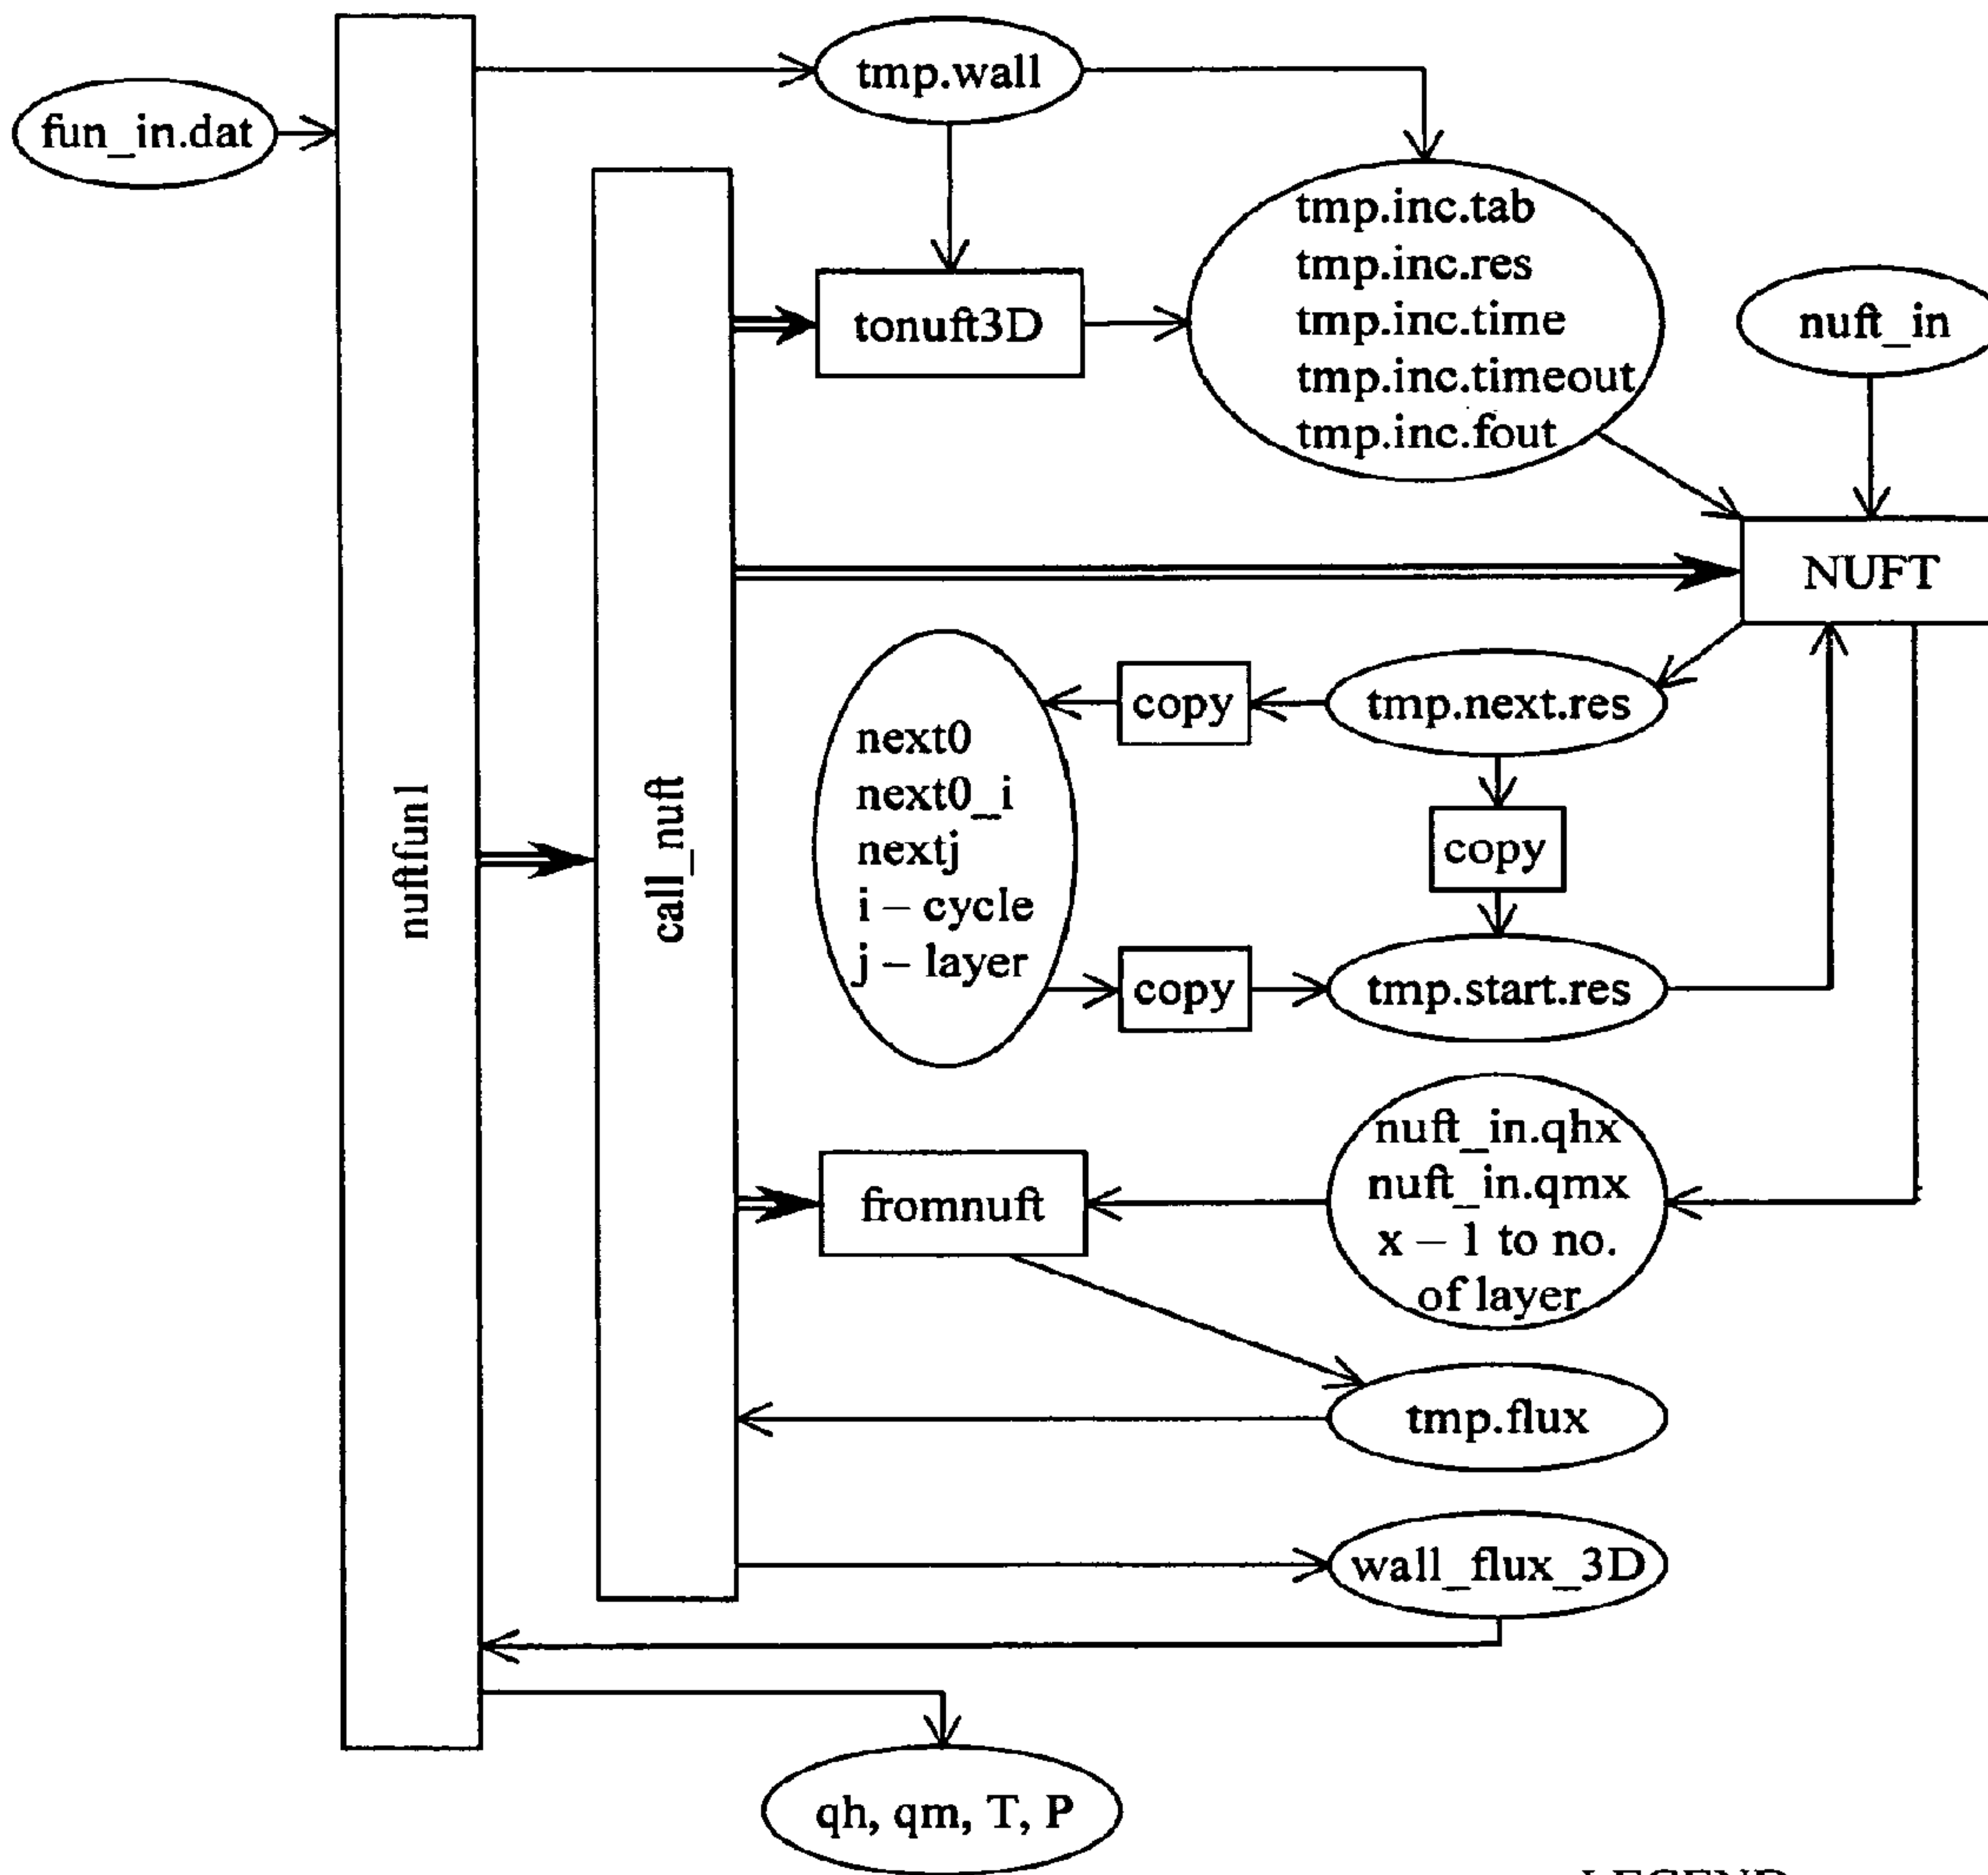 tmp.wall
fun_in.dat
tmp.inc.tab
tmp.inc.res
tmp.inc.time
tmp.inc.timeout
tmp.inc.fout
tonuft3D
nuft_in
NUFT
nuftfun1
call_nuft
next0
next0_i
nextj
i – cycle
j – layer
copy
tmp.next.res
copy
copy
tmp.start.res
fromnuft
nuft_in.qhx
nuft_in.qmx
x – 1 to no.
of layer
tmp.flux
wall_flux_3D
qh, qm, T, P
LEGEND